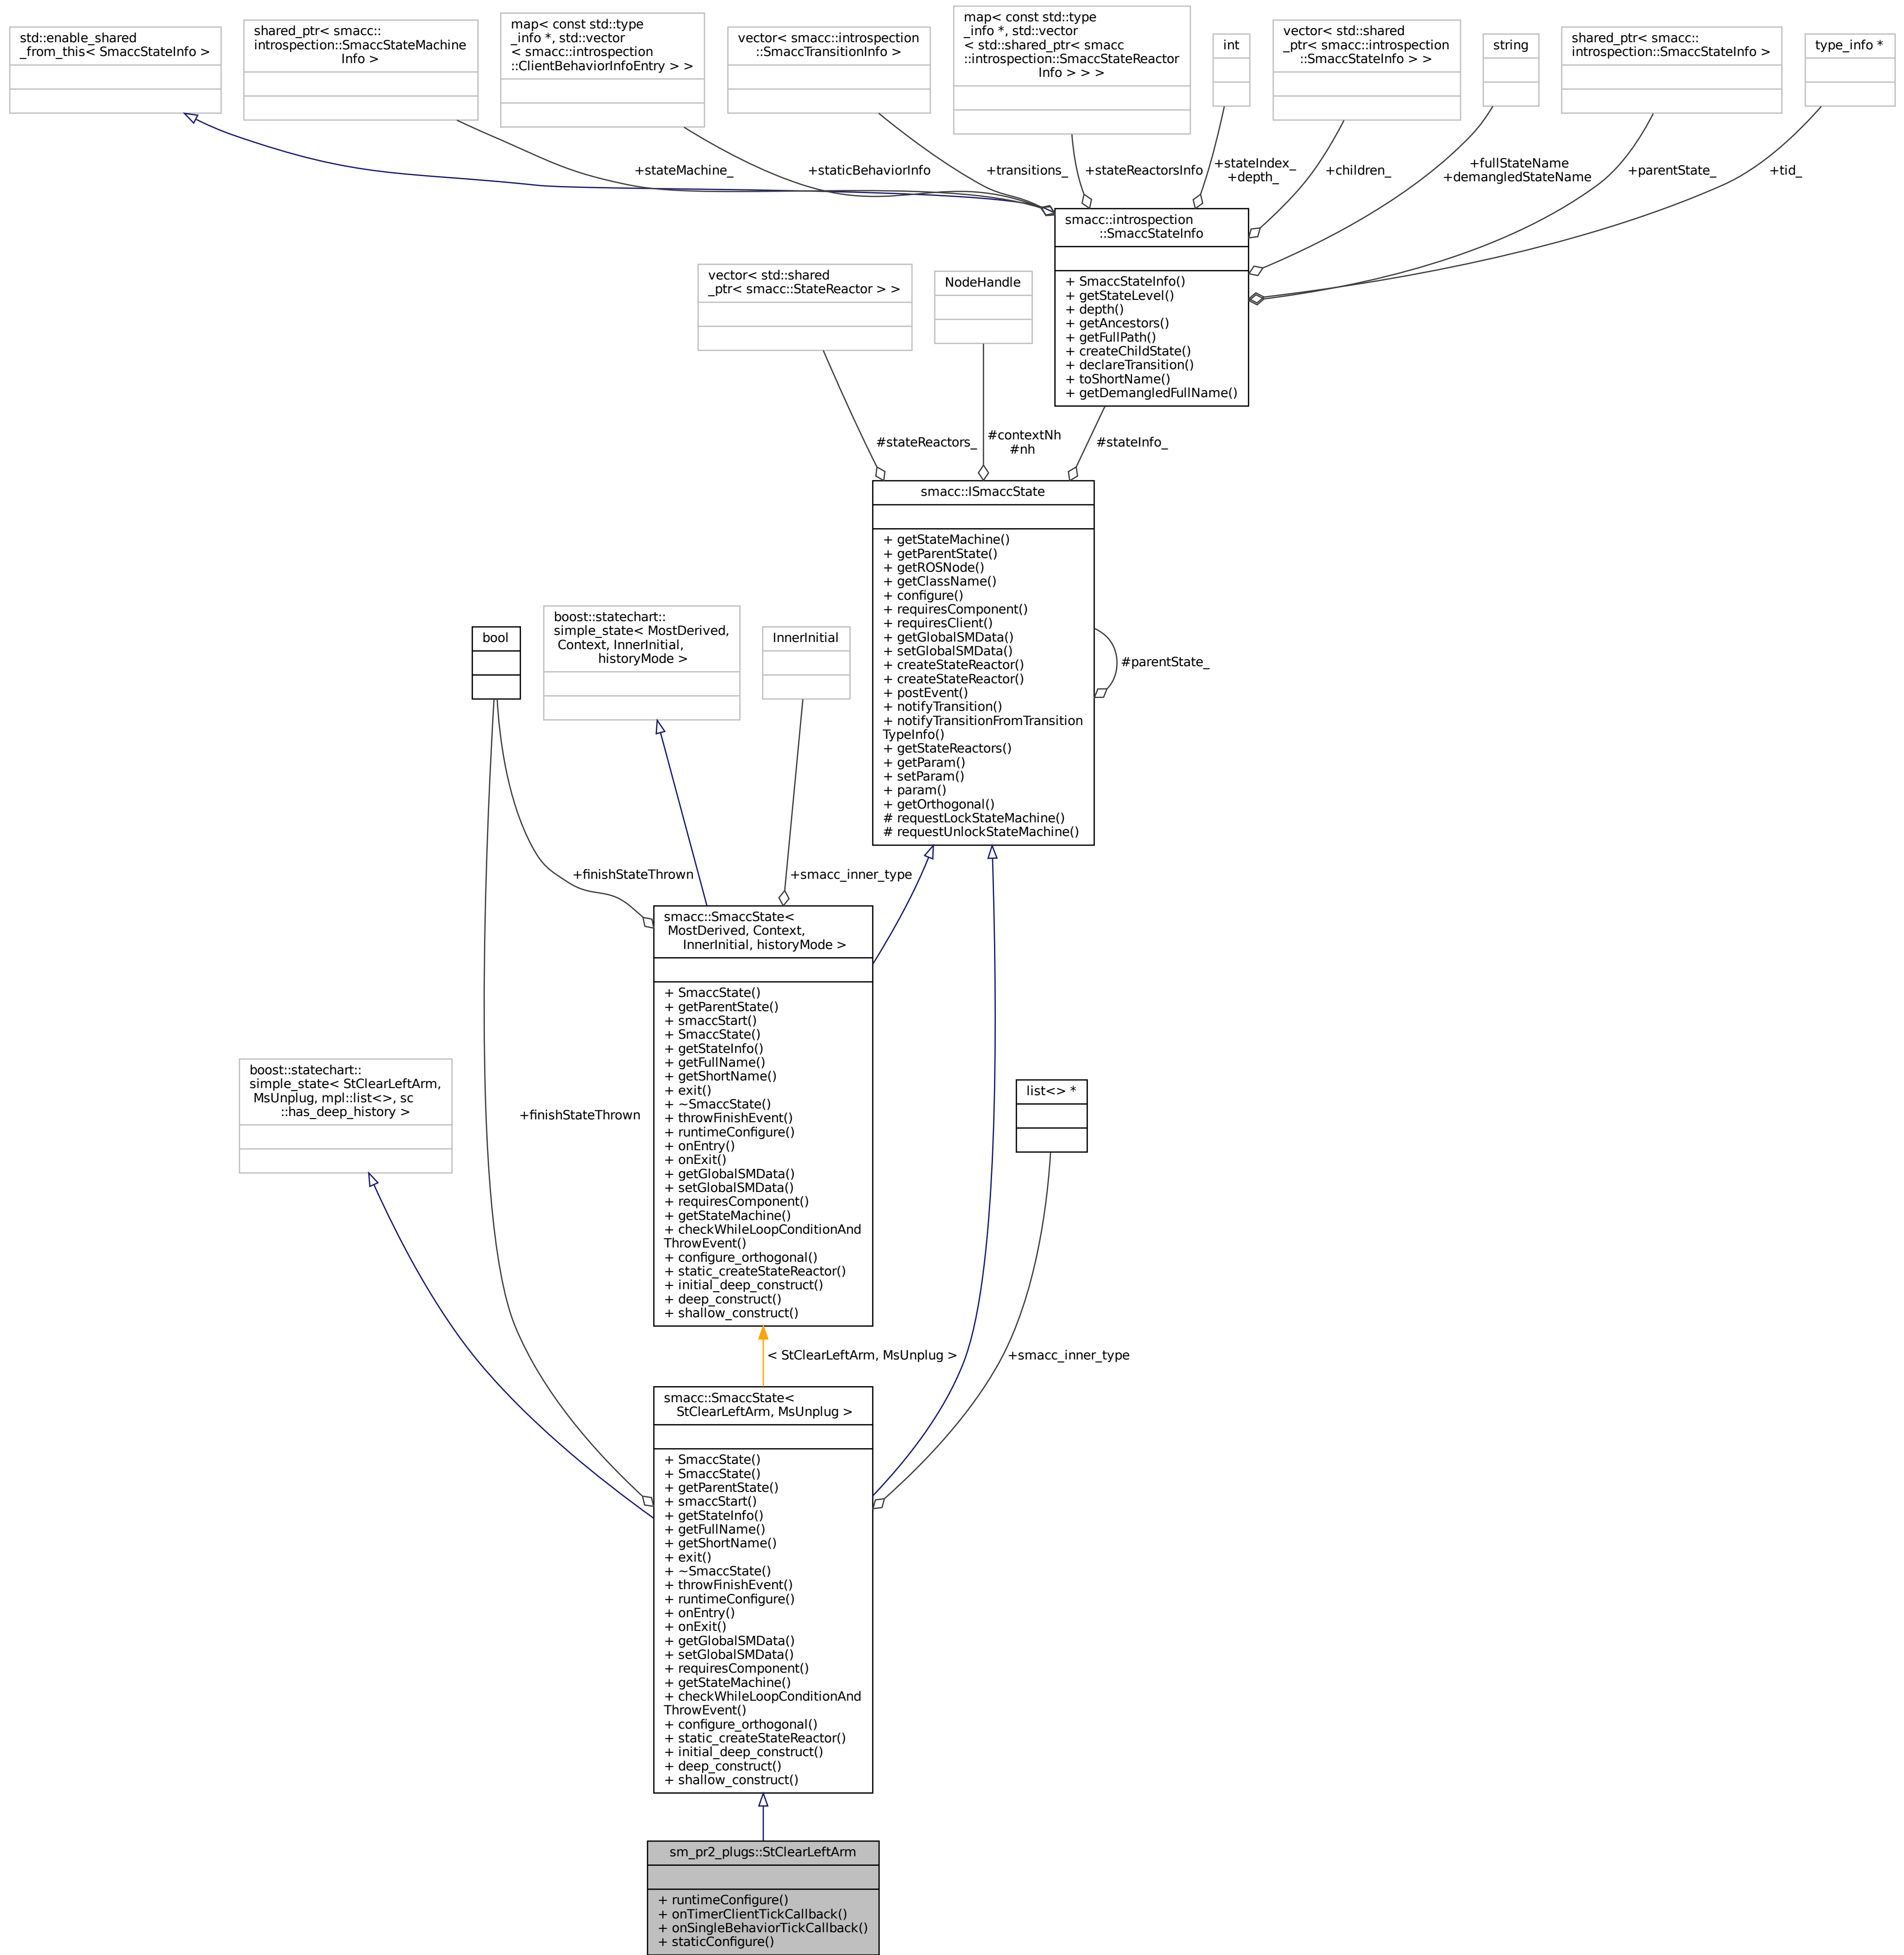 std::enable_shared
_from_this< SmaccStateInfo >
shared_ptr< smacc::
introspection::SmaccStateMachine
Info >
map< const std::type
_info *, std::vector
< smacc::introspection
::ClientBehaviorInfoEntry > >
vector< smacc::introspection
::SmaccTransitionInfo >
map< const std::type
_info *, std::vector
< std::shared_ptr< smacc
::introspection::SmaccStateReactor
Info > > >
int
vector< std::shared
_ptr< smacc::introspection
::SmaccStateInfo > >
string
shared_ptr< smacc::
introspection::SmaccStateInfo >
type_info *
+stateMachine_
+staticBehaviorInfo
+transitions_
+stateReactorsInfo
+stateIndex_
+depth_
+children_
+fullStateName
+demangledStateName
+parentState_
+tid_
smacc::introspection
::SmaccStateInfo
+ SmaccStateInfo()
+ getStateLevel()
+ depth()
+ getAncestors()
+ getFullPath()
+ createChildState()
+ declareTransition()
+ toShortName()
+ getDemangledFullName()
vector< std::shared
_ptr< smacc::StateReactor > >
NodeHandle
#stateReactors_
#contextNh
#nh
#stateInfo_
smacc::ISmaccState
+ getStateMachine()
+ getParentState()
+ getROSNode()
+ getClassName()
+ configure()
+ requiresComponent()
+ requiresClient()
+ getGlobalSMData()
+ setGlobalSMData()
+ createStateReactor()
+ createStateReactor()
+ postEvent()
+ notifyTransition()
+ notifyTransitionFromTransition
TypeInfo()
+ getStateReactors()
+ getParam()
+ setParam()
+ param()
+ getOrthogonal()
# requestLockStateMachine()
# requestUnlockStateMachine()
#parentState_
bool
boost::statechart::
simple_state< MostDerived,
Context, InnerInitial,
historyMode >
InnerInitial
+finishStateThrown
+smacc_inner_type
smacc::SmaccState<
MostDerived, Context,
InnerInitial, historyMode >
+ SmaccState()
+ getParentState()
+ smaccStart()
+ SmaccState()
+ getStateInfo()
+ getFullName()
+ getShortName()
+ exit()
+ ~SmaccState()
+ throwFinishEvent()
+ runtimeConfigure()
+ onEntry()
+ onExit()
+ getGlobalSMData()
+ setGlobalSMData()
+ requiresComponent()
+ getStateMachine()
+ checkWhileLoopConditionAnd
ThrowEvent()
+ configure_orthogonal()
+ static_createStateReactor()
+ initial_deep_construct()
+ deep_construct()
+ shallow_construct()
boost::statechart::
simple_state< StClearLeftArm,
MsUnplug, mpl::list<>, sc
::has_deep_history >
+finishStateThrown
list<> *
< StClearLeftArm, MsUnplug >
+smacc_inner_type
smacc::SmaccState<
StClearLeftArm, MsUnplug >
+ SmaccState()
+ SmaccState()
+ getParentState()
+ smaccStart()
+ getStateInfo()
+ getFullName()
+ getShortName()
+ exit()
+ ~SmaccState()
+ throwFinishEvent()
+ runtimeConfigure()
+ onEntry()
+ onExit()
+ getGlobalSMData()
+ setGlobalSMData()
+ requiresComponent()
+ getStateMachine()
+ checkWhileLoopConditionAnd
ThrowEvent()
+ configure_orthogonal()
+ static_createStateReactor()
+ initial_deep_construct()
+ deep_construct()
+ shallow_construct()
sm_pr2_plugs::StClearLeftArm
+ runtimeConfigure()
+ onTimerClientTickCallback()
+ onSingleBehaviorTickCallback()
+ staticConfigure()